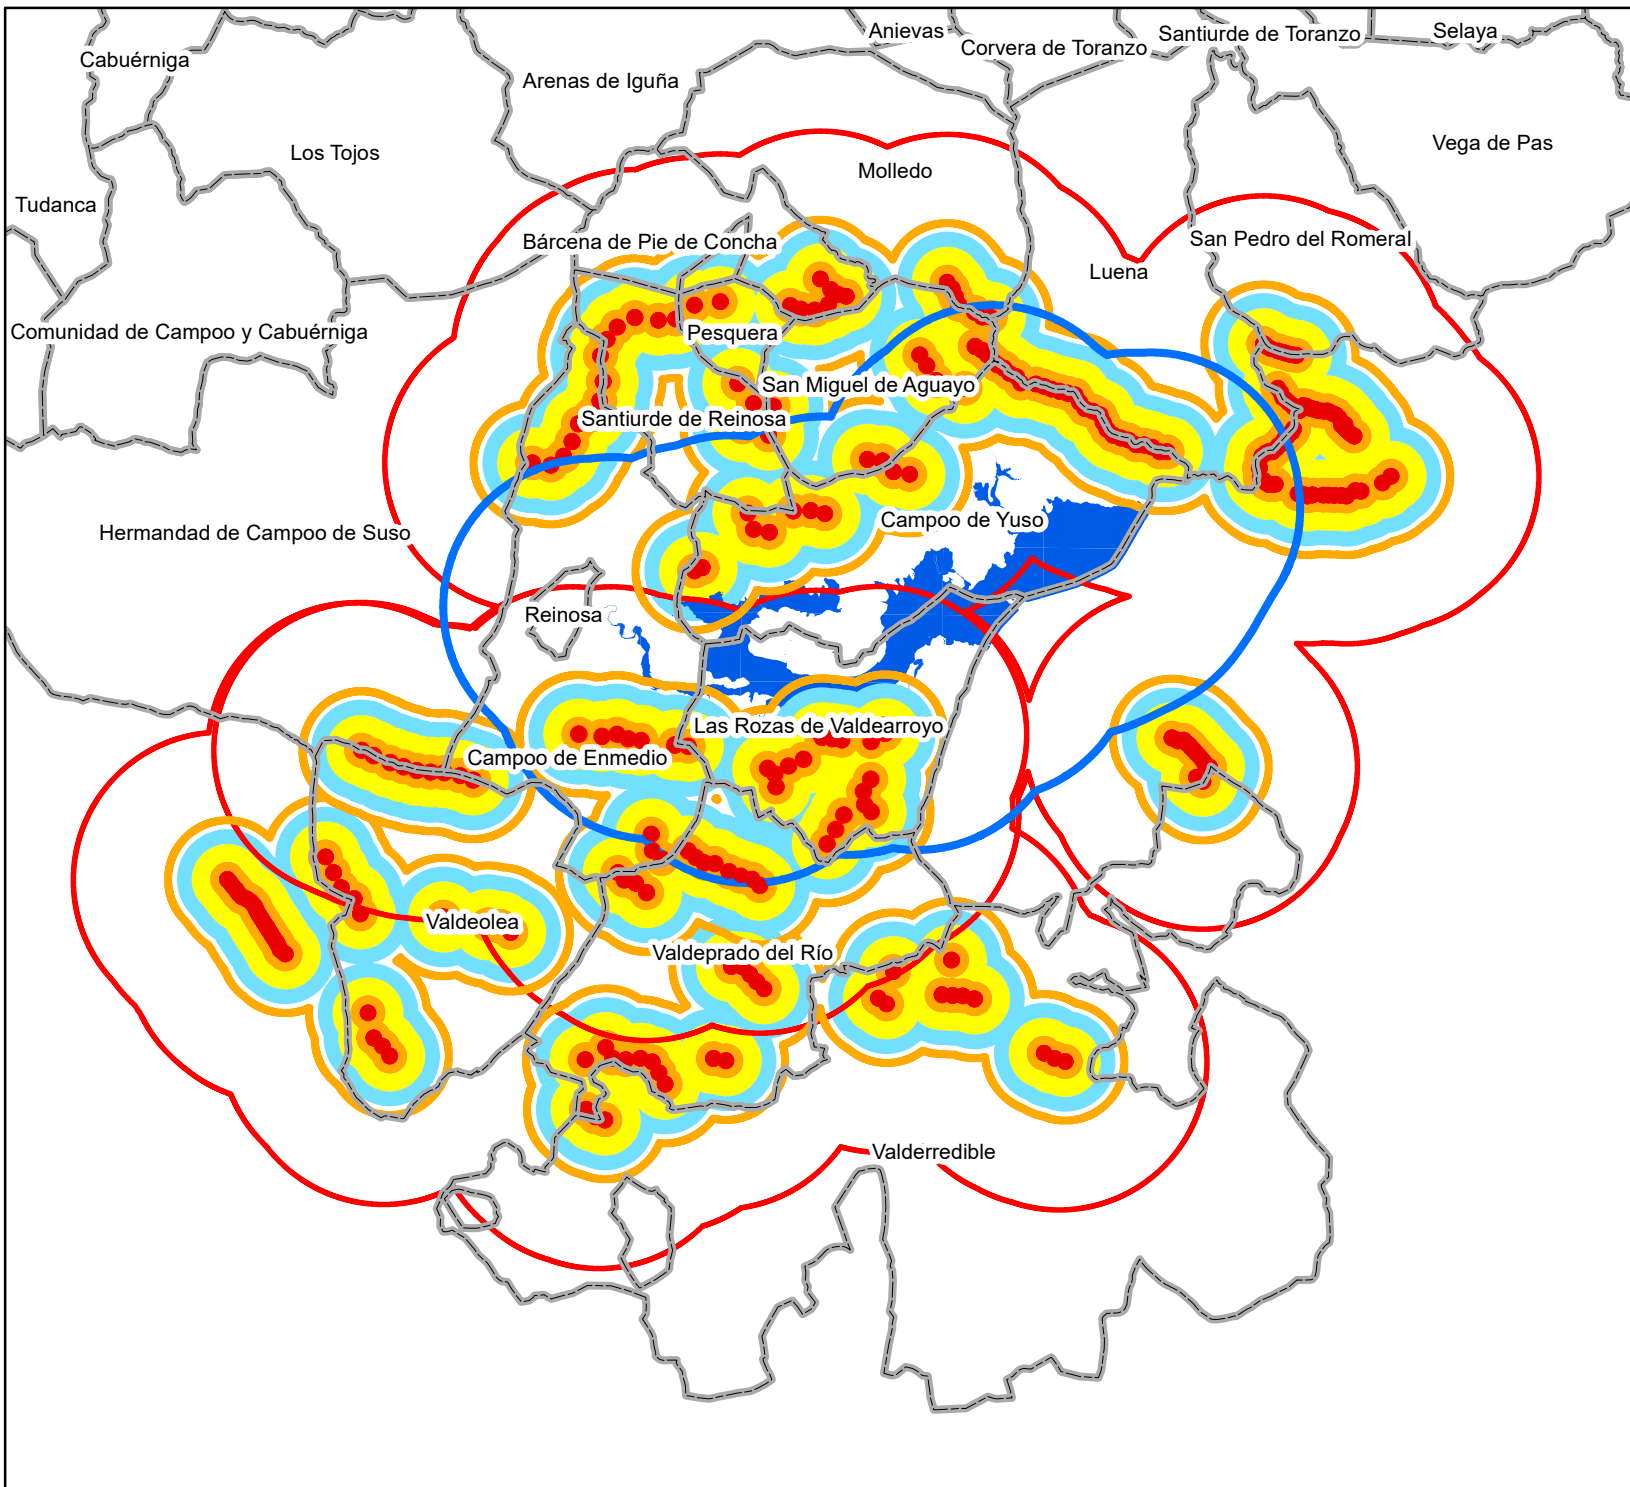 Anievas
Santiurde de Toranzo
Selaya
Corvera de Toranzo
Cabuérniga
Arenas de Iguña
Vega de Pas
Los Tojos
Molledo
Tudanca
San Pedro del Romeral
Bárcena de Pie de Concha
Luena
Comunidad de Campoo y Cabuérniga
Pesquera
San Miguel de Aguayo
Santiurde de Reinosa
Campoo de Yuso
Hermandad de Campoo de Suso
Reinosa
Las Rozas de Valdearroyo
Campoo de Enmedio
Valdeolea
Valdeprado del Río
Valderredible